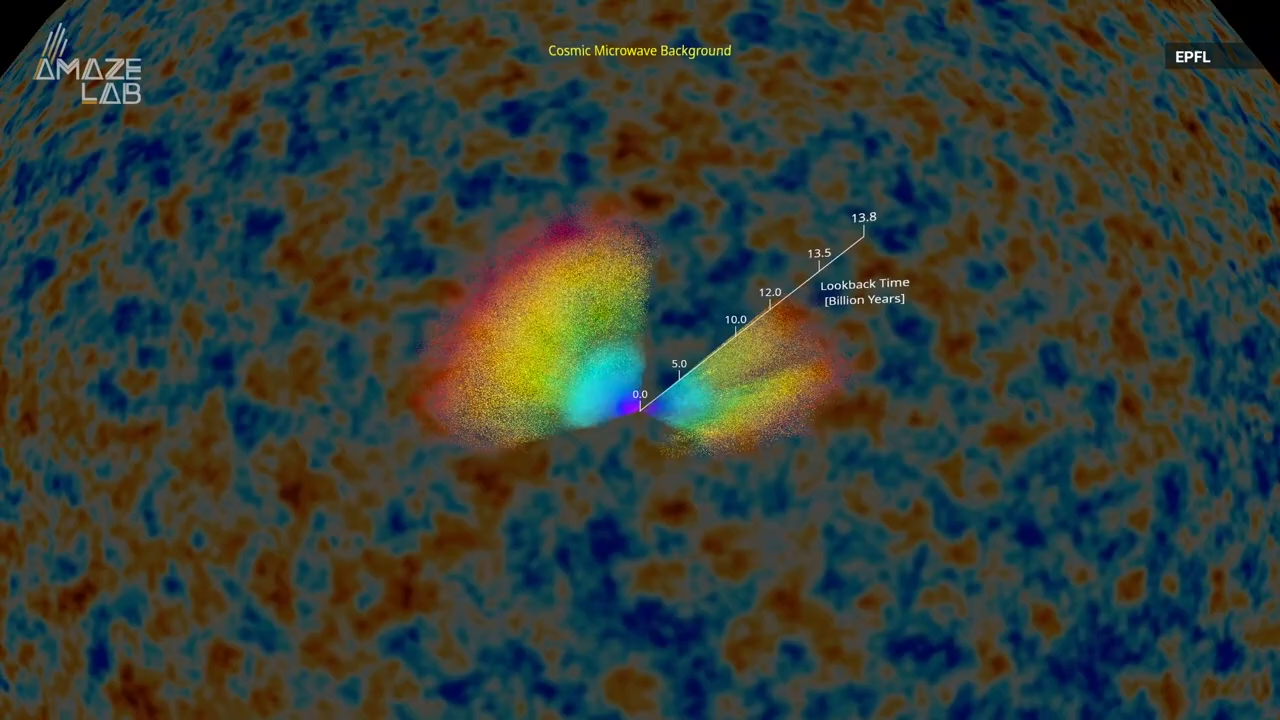 AMAZE
LAB
Cosmic Microwave Background
EPFL
13.8
13.5
Lookback Time
[Billion Years]
12.0
10.0
5.0
0.0